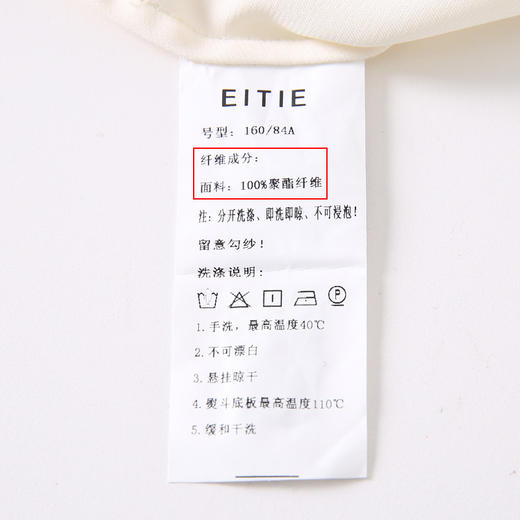 EITIE
号型: 160/84A
纤维成分:
面料: 100%聚酯纤维
注: 分开洗涤、即洗即晾、不可浸泡!
留意勾纱!
洗涤说明:
P
1. 手洗, 最高温度40℃
2. 不可漂白
3. 悬挂晾干
4. 熨斗底板最高温度110℃
5. 缓和干洗